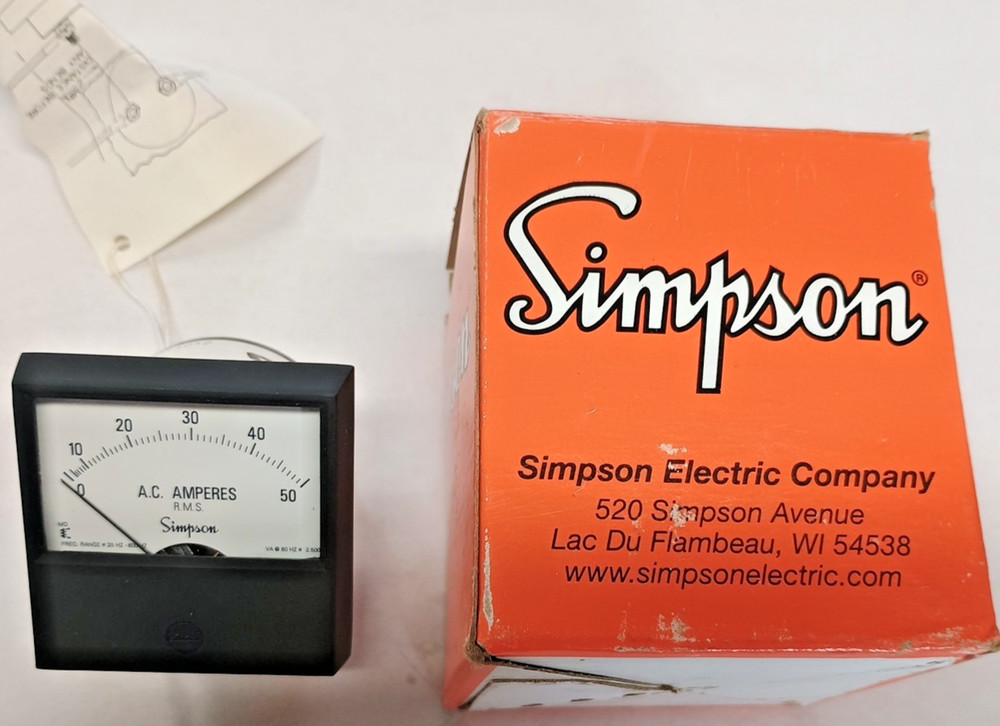 Simpson®
Simpson Electric Company
520 Simpson Avenue
Lac Du Flambeau, WI 54538
www.simpsonelectric.com
0 10 20 30 40 50
A.C. AMPERES
R.M.S.
Simpson